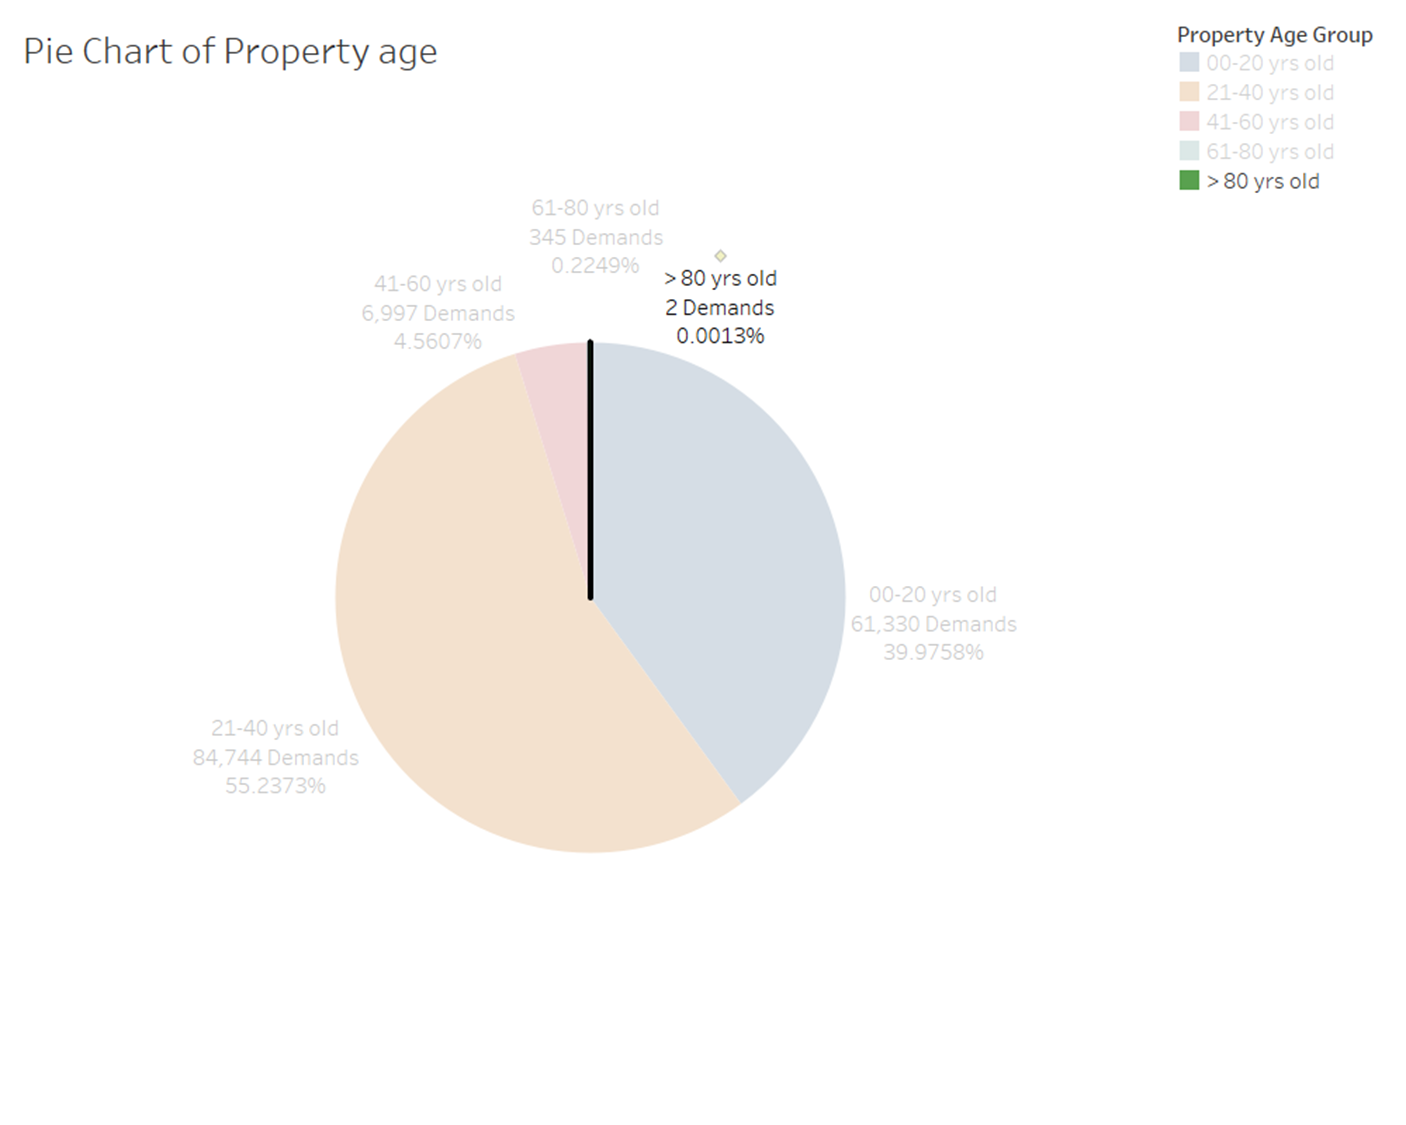 Pie Chart of Property age
Property Age Group
00-20 yrs old
21-40 yrs old
41-60 yrs old
61-80 yrs old
> 80 yrs old
61-80 yrs old
345 Demands
0.2249%
> 80 yrs old
2 Demands
0.0013%
41-60 yrs old
6,997 Demands
4.5607%
00-20 yrs old
61,330 Demands
39.9758%
21-40 yrs old
84,744 Demands
55.2373%